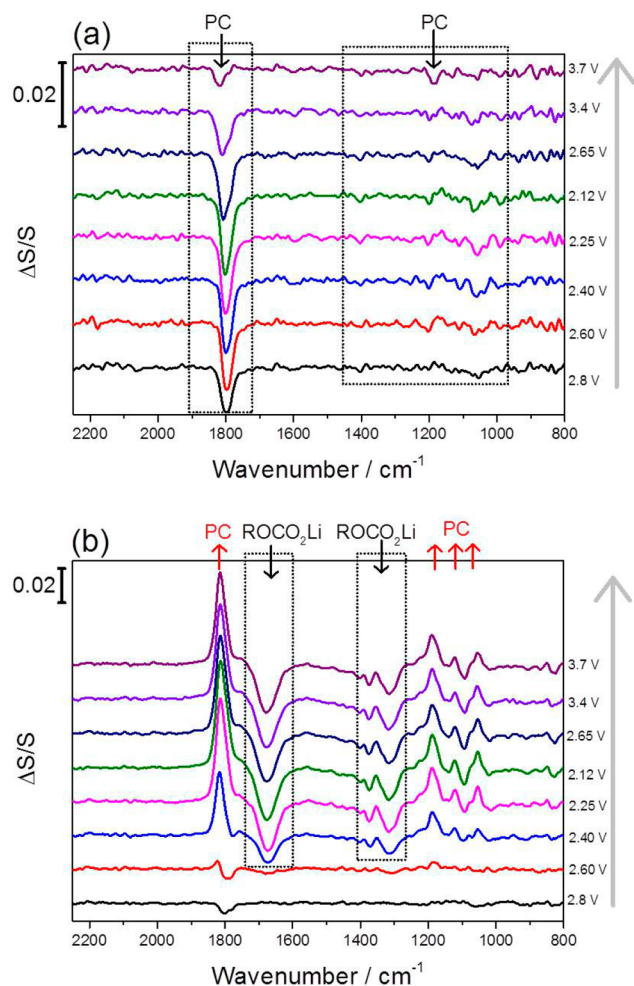 (a)
PC
PC
0.02
3.7 V
3.4 V
2.65 V
2.12 V
2.25 V
2.40 V
2.60 V
2.8 V
ΔS/S
2200 2000 1800 1600 1400 1200 1000 800
Wavenumber / cm⁻¹
(b)
PC ROCO₂Li ROCO₂Li PC
0.02
3.7 V
3.4 V
2.65 V
2.12 V
2.25 V
2.40 V
2.60 V
2.8 V
ΔS/S
2200 2000 1800 1600 1400 1200 1000 800
Wavenumber / cm⁻¹